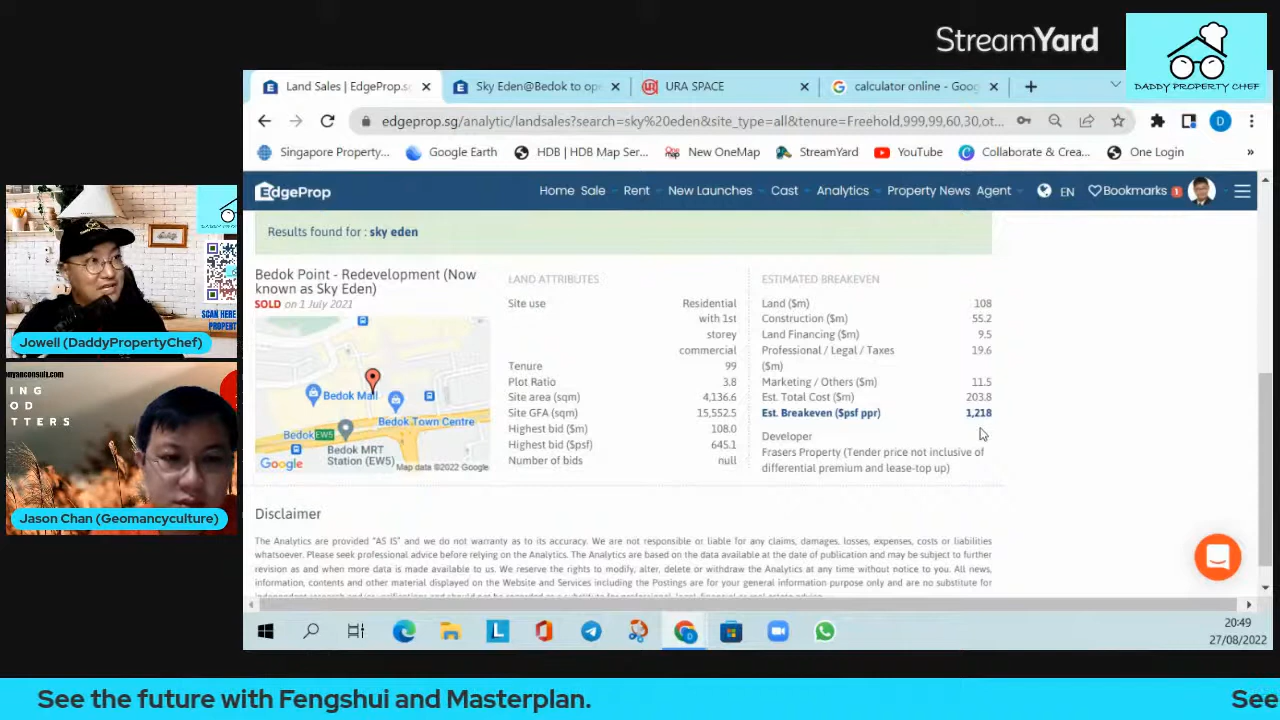 StreamYard
DADDY PROPERTY CHEF
Land Sales | EdgeProp.s
Sky Eden@Bedok to op
URA SPACE
calculator online - Goo
edgeprop.sg/analytic/landsales?search=sky%20eden&site_type=all&tenure=Freehold,999,99,60,30,ot...
Singapore Property...
Google Earth
HDB | HDB Map Ser...
New OneMap
StreamYard
YouTube
Collaborate & Crea...
One Login
EdgeProp
Home Sale Rent New Launches Cast Analytics Property News Agent EN Bookmarks 1
Results found for : sky eden
Bedok Point - Redevelopment (Now
known as Sky Eden)
SOLD on 1 July 2021
Bedok Mall
Bedok Town Centre
Bedok EW5
Bedok MRT
Station (EW5)
Google
Map data ©2022 Google
LAND ATTRIBUTES
Site use Residential
with 1st
storey
commercial
Tenure 99
Plot Ratio 3.8
Site area (sqm) 4,136.6
Site GFA (sqm) 15,552.5
Highest bid ($m) 108.0
Highest bid ($psf) 645.1
Number of bids null
ESTIMATED BREAKEVEN
Land ($m) 108
Construction ($m) 55.2
Land Financing ($m) 9.5
Professional / Legal / Taxes 19.6
($m)
Marketing / Others ($m) 11.5
Est. Total Cost ($m) 203.8
Est. Breakeven ($psf ppr) 1,218
Developer
Frasers Property (Tender price not inclusive of
differential premium and lease-top up)
Disclaimer
The Analytics are provided "AS IS" and we do not warranty as to its accuracy. We are not responsible or liable for any claims, damages, losses, expenses, costs or liabilities
whatsoever. Please seek professional advice before relying on the Analytics. The Analytics are based on the data available at the date of publication and may be subject to further
revision as and when more data is made available to us. We reserve the rights to modify, alter, delete or withdraw the Analytics at any time without notice to you. All news,
information, contents and other material displayed on the Website and Services including the Postings are for your general information purpose only and are no substitute for
20:49
27/08/2022
SCAN HERE
PROPERT
Jowell (DaddyPropertyChef)
onyanconsult.com
ING
OD
TTERS
Jason Chan (Geomancyculture)
See the future with Fengshui and Masterplan.
See